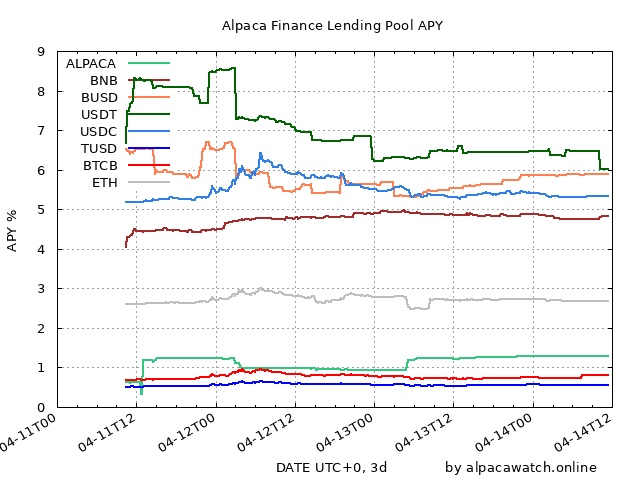 Alpaca Finance Lending Pool APY
9
8
7
6
5
4
3
2
1
0
APY %
ALPACA
BNB
BUSD
USDT
USDC
TUSD
BTCB
ETH
04-11T00
04-11T12
04-12T00
04-12T12
04-13T00
04-13T12
04-14T00
04-14T12
DATE UTC+0, 3d
by alpacawatch.online